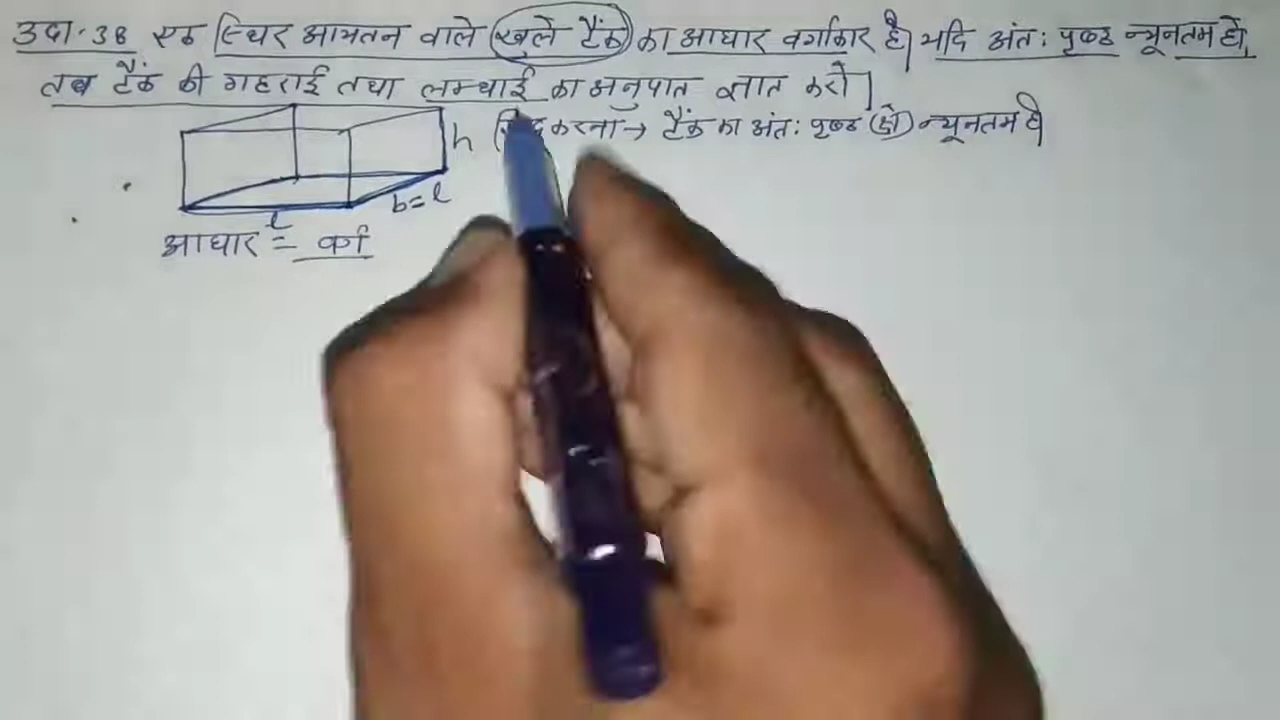 उदा. 38 एक स्थिर आयतन वाले खुले टैंक का आधार वर्गाकार है। यदि अंत: पृष्ठ न्यूनतम हो,
तब टैंक की गहराई तथा लम्बाई का अनुपात ज्ञात करो।
करना → टैंक का अंत: पृष्ठ (क्षे) न्यूनतम हो
h
b=l
l
आधार = वर्ग